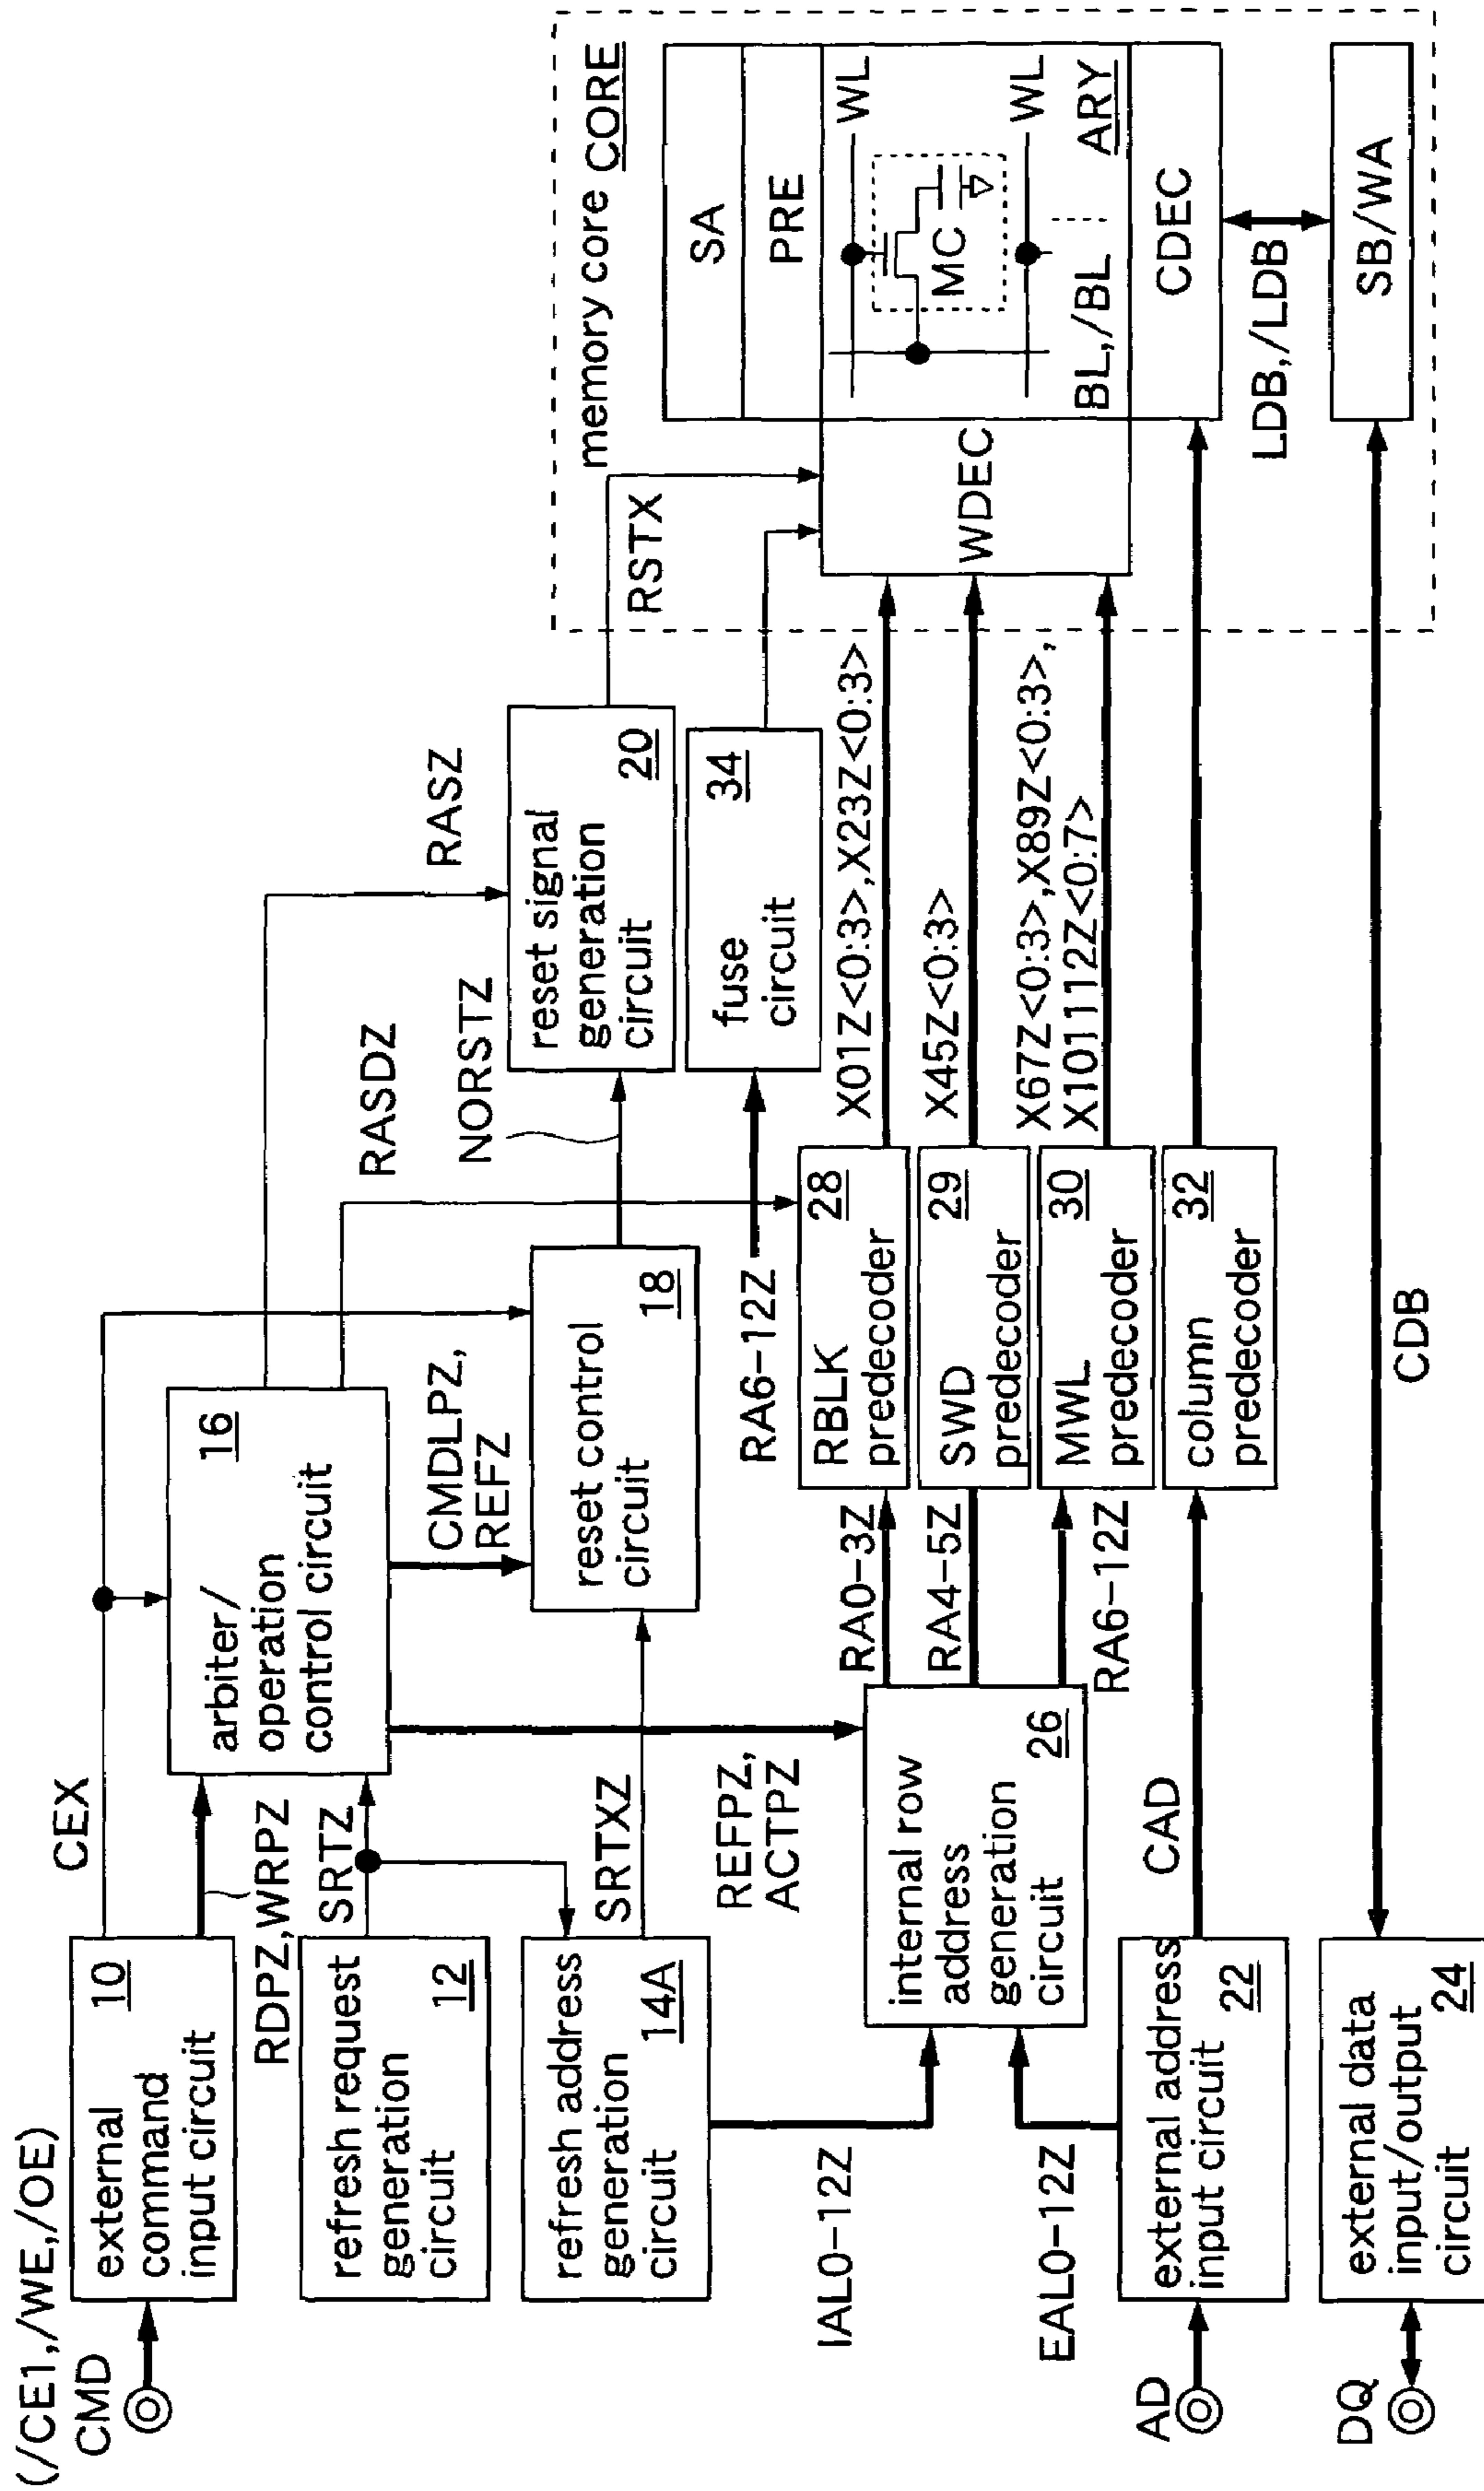 (/CE1,/WE,/OE)
CMD
external
command
input circuit
10
CEX
RDPZ,WRPZ
refresh request
generation
circuit
12
SRTZ
refresh address
generation
circuit
14A
SRTXZ
arbiter/
operation
control circuit
16
CMDLPZ,
REFZ
reset control
circuit
18
RASDZ
RASZ
NORSTZ
reset signal
generation
circuit
20
RSTX
RA6-12Z
fuse
circuit
34
REFPZ,
ACTPZ
IAL0-12Z
EAL0-12Z
internal row
address
generation
circuit
26
RA0-3Z
RA4-5Z
RA6-12Z
RBLK
predecoder
28
SWD
predecoder
29
MWL
predecoder
30
column
predecoder
32
X01Z<0:3>,X23Z<0:3>
X45Z<0:3>
X67Z<0:3>,X89Z<0:3>,
X101112Z<0:7>
AD
external address
input circuit
22
CAD
DQ
external data
input/output
circuit
24
CDB
memory core CORE
SA
PRE
WDEC
WL
MC
WL
BL,/BL
ARY
CDEC
LDB,/LDB
SB/WA